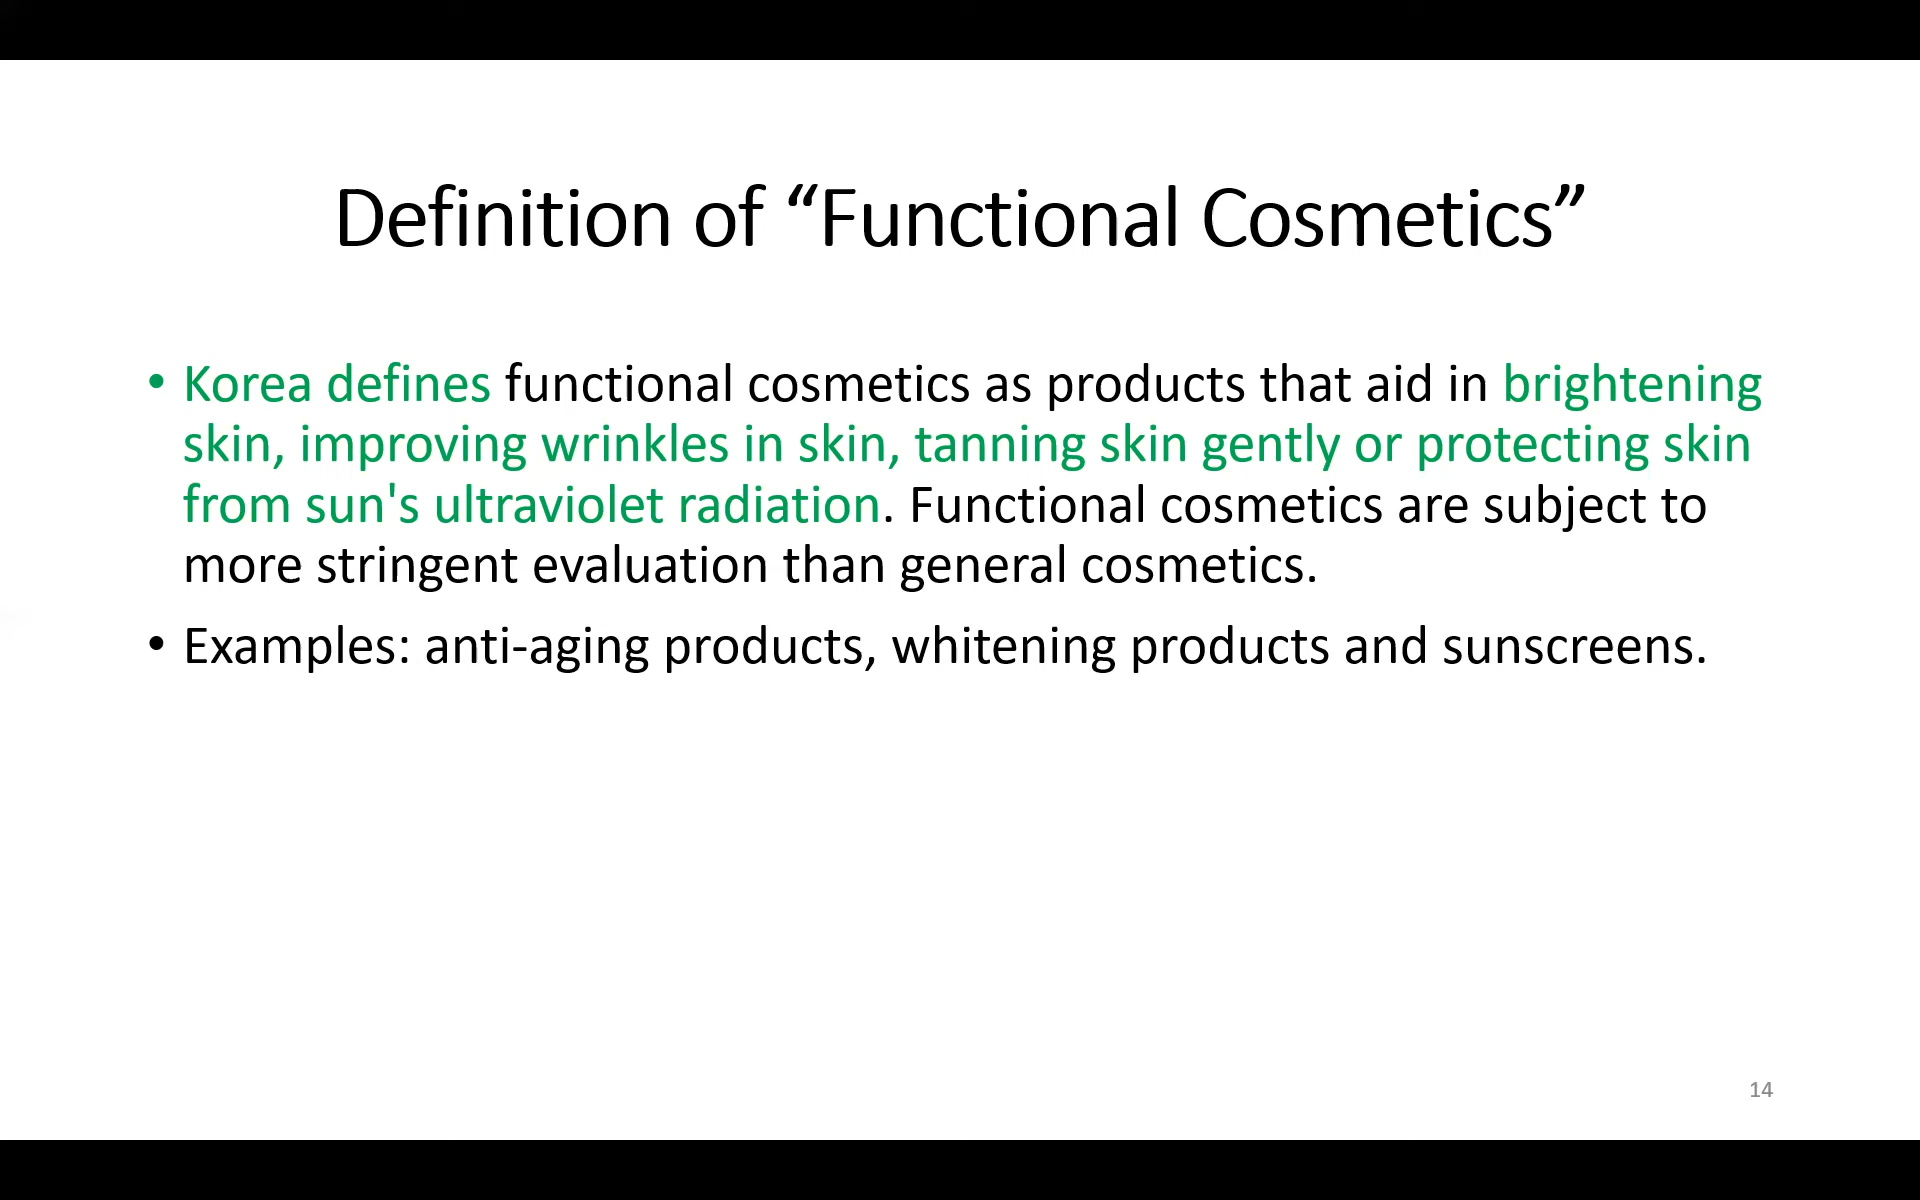 Definition of “Functional Cosmetics”
• Korea defines functional cosmetics as products that aid in brightening
skin, improving wrinkles in skin, tanning skin gently or protecting skin
from sun's ultraviolet radiation. Functional cosmetics are subject to
more stringent evaluation than general cosmetics.
• Examples: anti-aging products, whitening products and sunscreens.
14